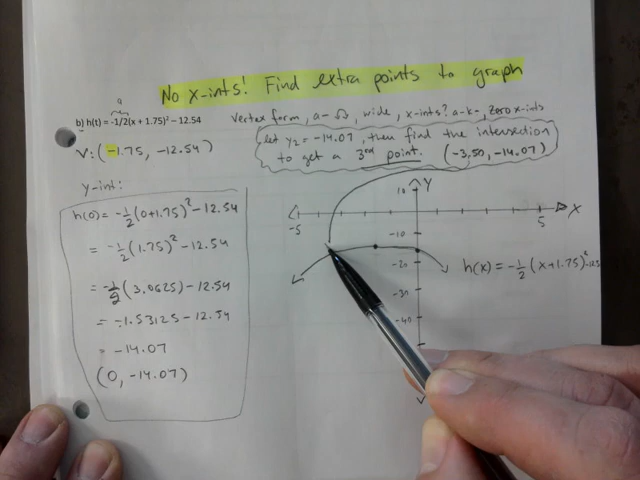 No x-ints! Find extra points to graph
a
b) h(t) = -1/2(x + 1.75)² - 12.54
Vertex form, a-
wide, x-ints? a-k-, zero x-ints
V: (-1.75, -12.54)
let y₂ = -14.07, then find the intersection
to get a 3rd point. (-3.50, -14.07)
y-int:
h(0) = -1/2(0+1.75)² - 12.54
= -1/2(1.75)² - 12.54
= -1/2(3.0625) - 12.54
= -1.53125 - 12.54
= -14.07
(0, -14.07)
10 Y
-5 5 X
-10
-20
-30
-40
h(x) = -1/2(x+1.75)²-12.5